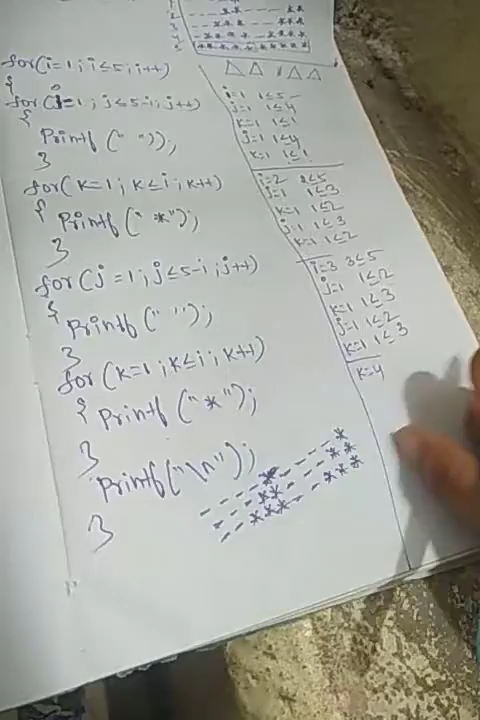 1 - - - * * - - - * *
- - * * * - - * * *
- * * * * - * * * *
5 * * * * * * * * * *
for(i=1; i≤5; i++)
{
for(j=1; j≤5-i; j++)
{
Printf(" ");
}
for(k=1; k≤i; k++)
{
Printf("*");
}
for(j=1; j≤5-i; j++)
{
Printf(" ");
}
for(k=1; k≤i; k++)
{
Printf("*");
}
Printf("\n");
}
i=1 1≤5
j=1 1≤4
k=1 1≤1
j=1 1≤4
k=1 1≤1
i=2 2≤5
j=1 1≤3
k=1 1≤2
j=1 1≤3
k=1 1≤2
i=3 3≤5
j=1 1≤2
k=1 1≤3
j=1 1≤2
k=1 1≤3
k=4
- - - - * - - - - *
- - - * * - - - * *
- - * * * - - * * *